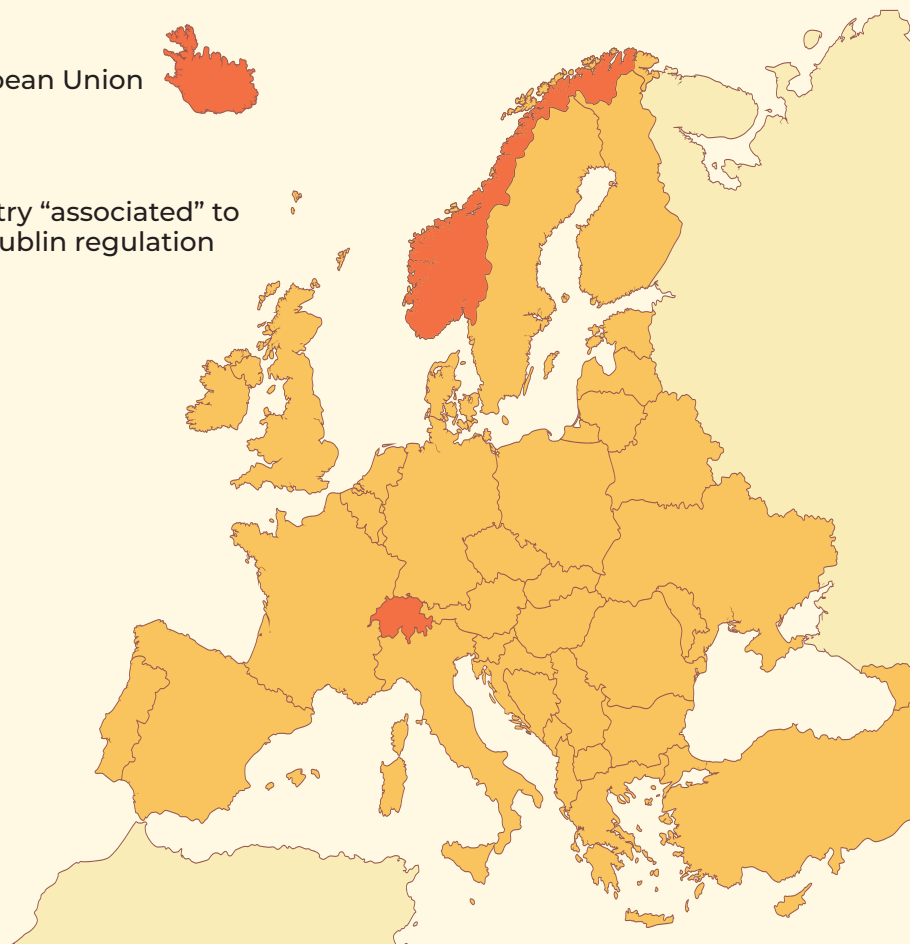 pean Union
try “associated” to
ublin regulation